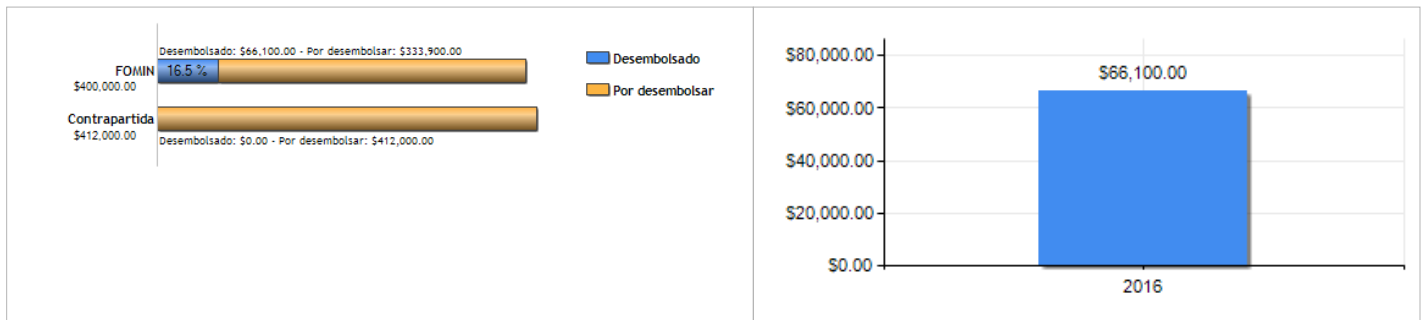 Desembolsado: $66,100.00 - Por desembolsar: $333,900.00
FOMIN
16.5 %
$400,000.00
Contrapartida
$412,000.00
Desembolsado: $0.00 - Por desembolsar: $412,000.00
Desembolsado
Por desembolsar
$80,000.00
$66,100.00
$60,000.00
$40,000.00
$20,000.00
$0.00
2016